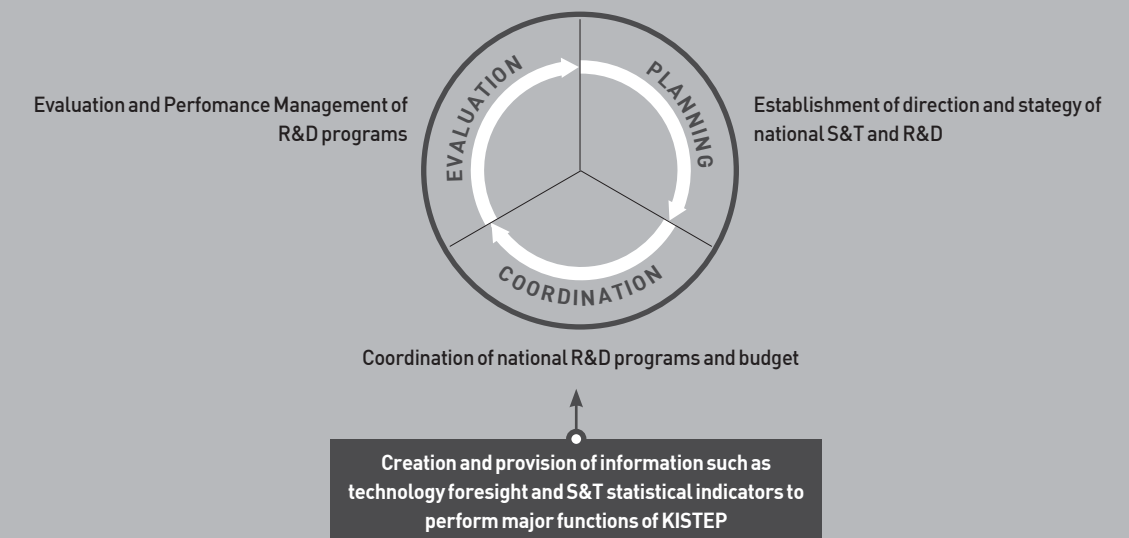 EVALUATION
PLANNING
COORDINATION
Evaluation and Perfomance Management of
R&D programs
Establishment of direction and stategy of
national S&T and R&D
Coordination of national R&D programs and budget
Creation and provision of information such as
technology foresight and S&T statistical indicators to
perform major functions of KISTEP